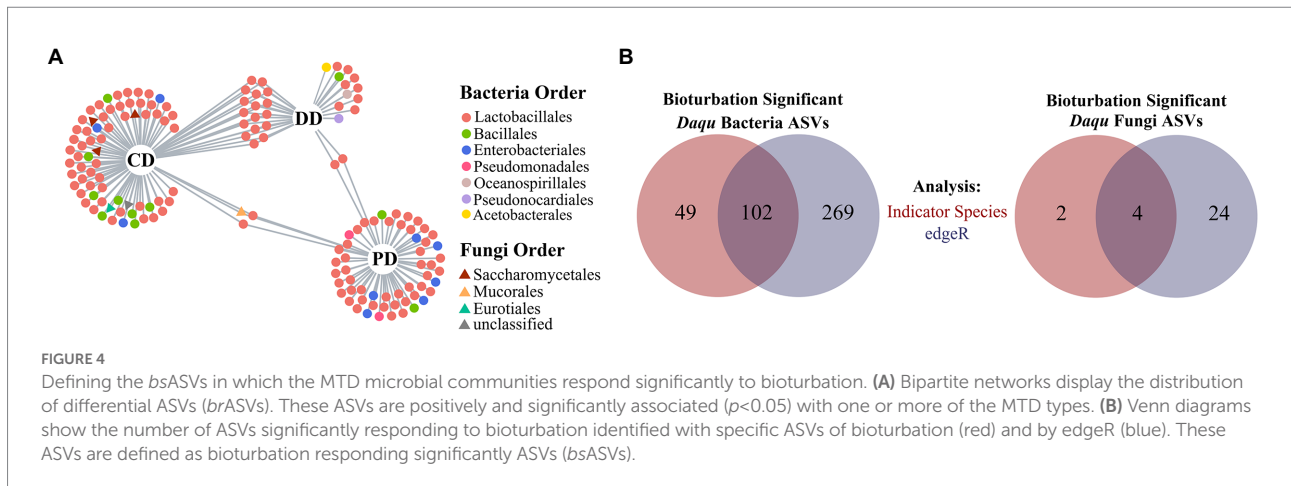 A
CD
DD
PD
Bacteria Order
Lactobacillales
Bacillales
Enterobacteriales
Pseudomonadales
Oceanospirillales
Pseudonocardiales
Acetobacterales
Fungi Order
Saccharomycetales
Mucorales
Eurotiales
unclassified
B
Bioturbation Significant
Daqu Bacteria ASVs
49
102
269
Analysis:
Indicator Species
edgeR
Bioturbation Significant
Daqu Fungi ASVs
2
4
24
FIGURE 4
Defining the bsASVs in which the MTD microbial communities respond significantly to bioturbation. (A) Bipartite networks display the distribution
of differential ASVs (brASVs). These ASVs are positively and significantly associated (p<0.05) with one or more of the MTD types. (B) Venn diagrams
show the number of ASVs significantly responding to bioturbation identified with specific ASVs of bioturbation (red) and by edgeR (blue). These
ASVs are defined as bioturbation responding significantly ASVs (bsASVs).